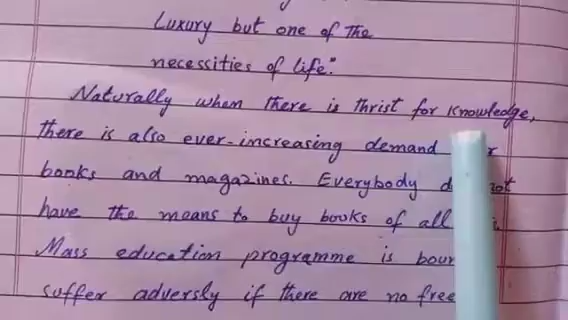 Luxury but one of the
necessities of life".
Naturally when there is thrist for knowledge,
there is also ever-increasing demand
books and magazines. Everybody
have the means to buy books of all
Mass education programme is
suffer adversly if there are no free